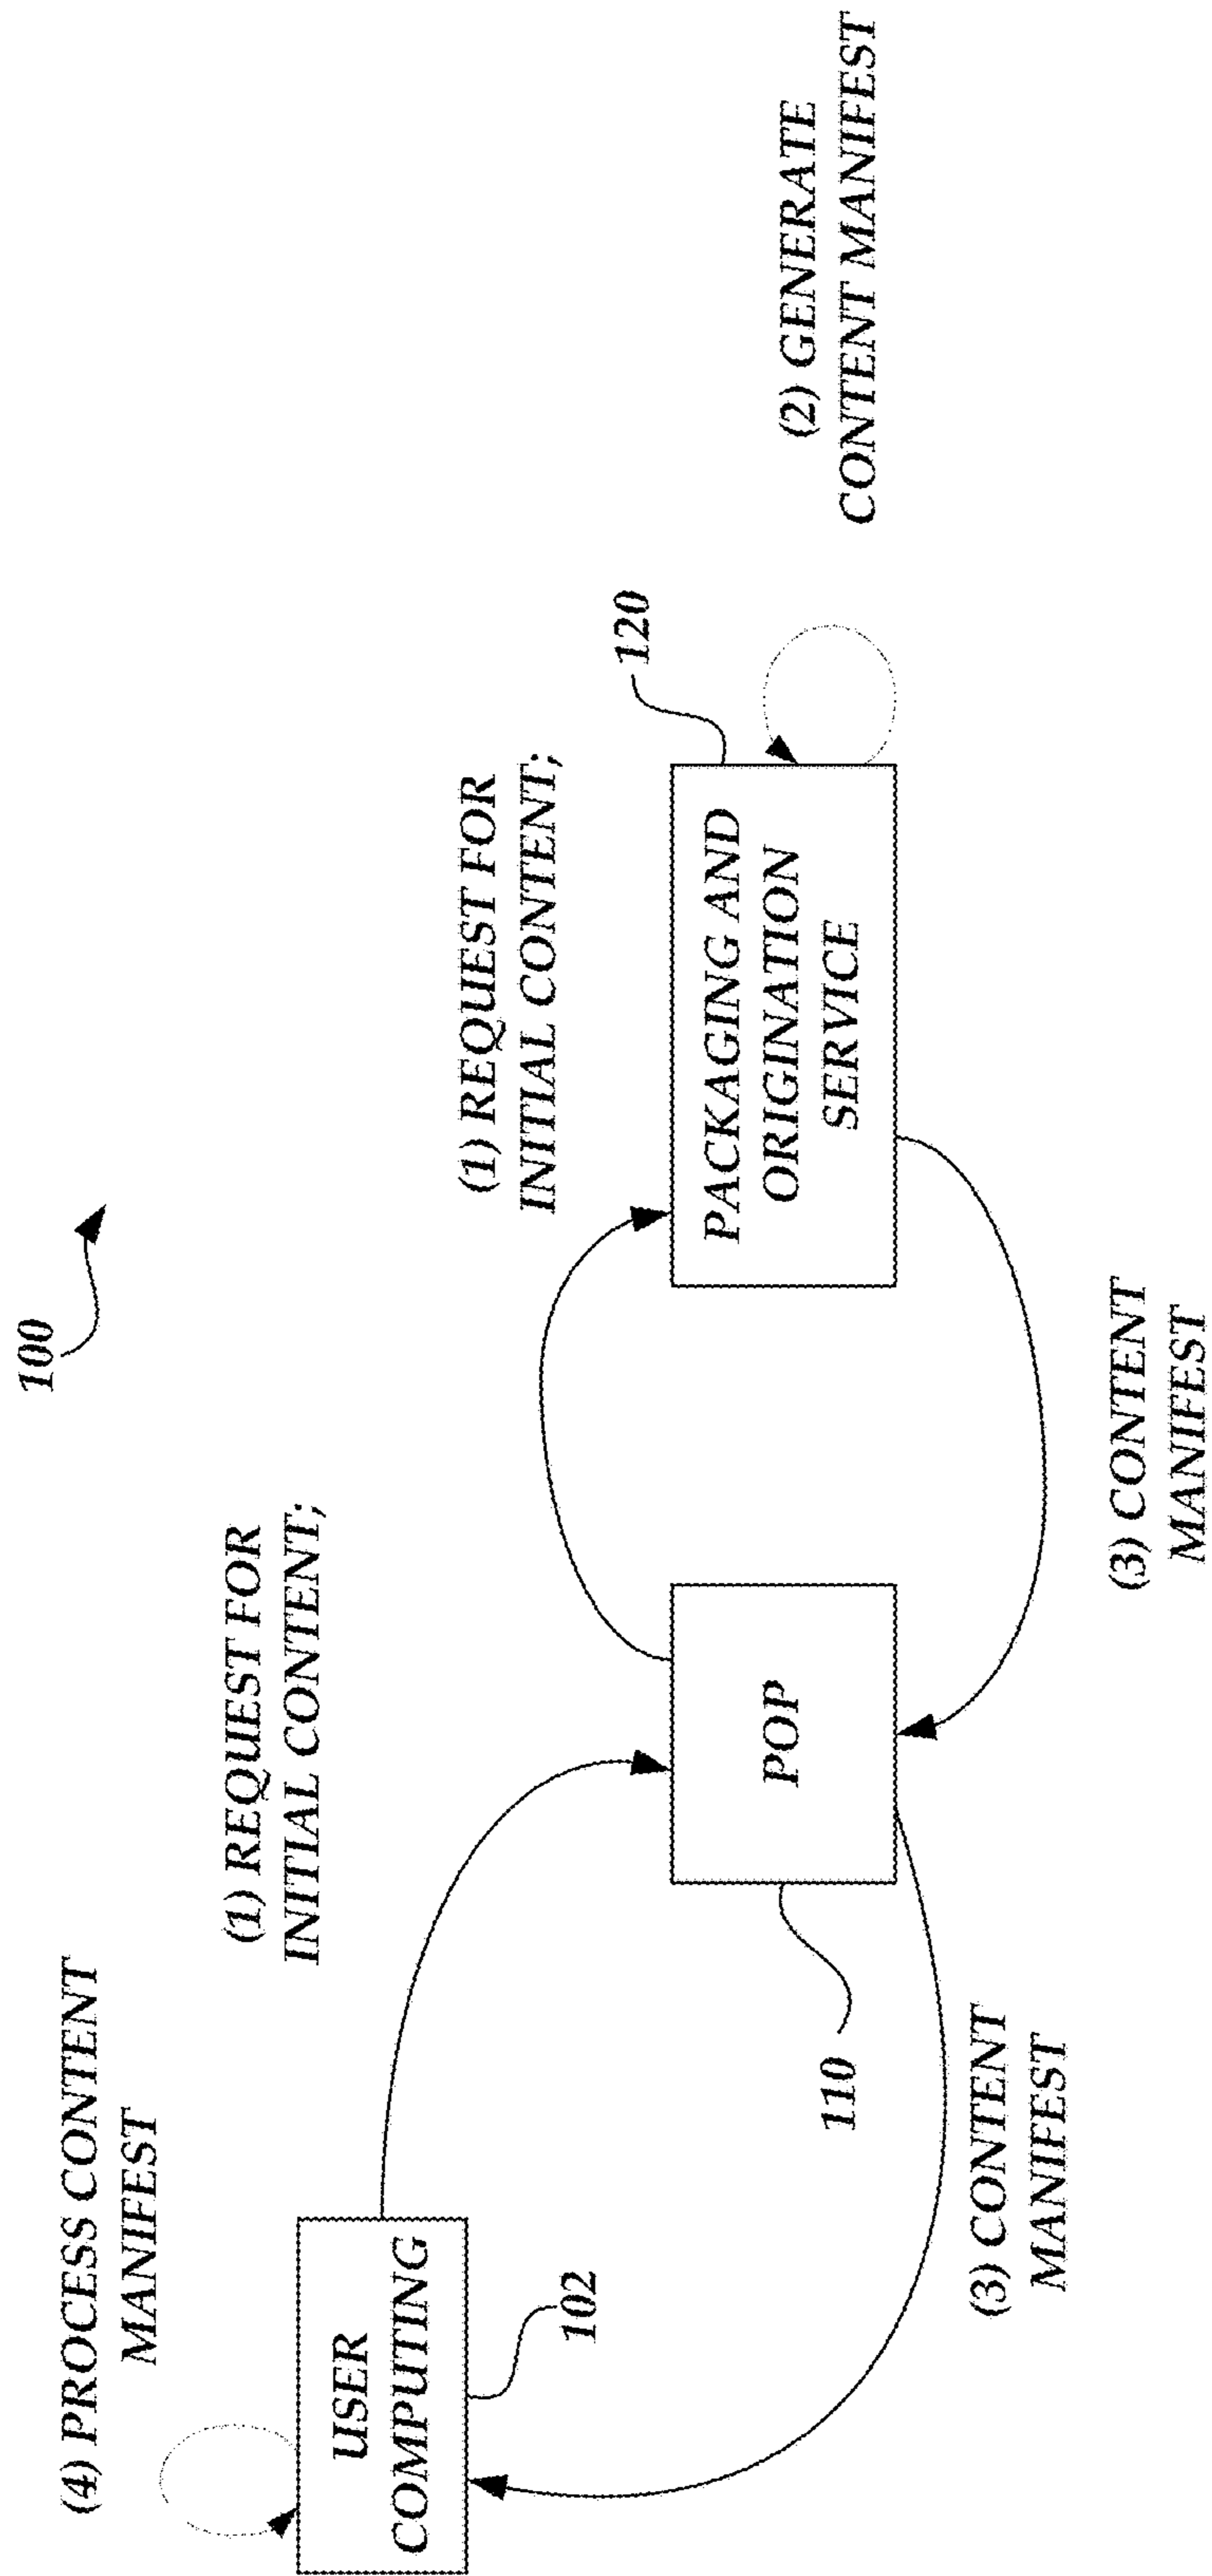 100
(4) PROCESS CONTENT
MANIFEST
(1) REQUEST FOR
INITIAL CONTENT;
(1) REQUEST FOR
INITIAL CONTENT;
USER
COMPUTING
102
POP
110
PACKAGING AND
ORIGINATION
SERVICE
120
(2) GENERATE
CONTENT MANIFEST
(3) CONTENT
MANIFEST
(3) CONTENT
MANIFEST